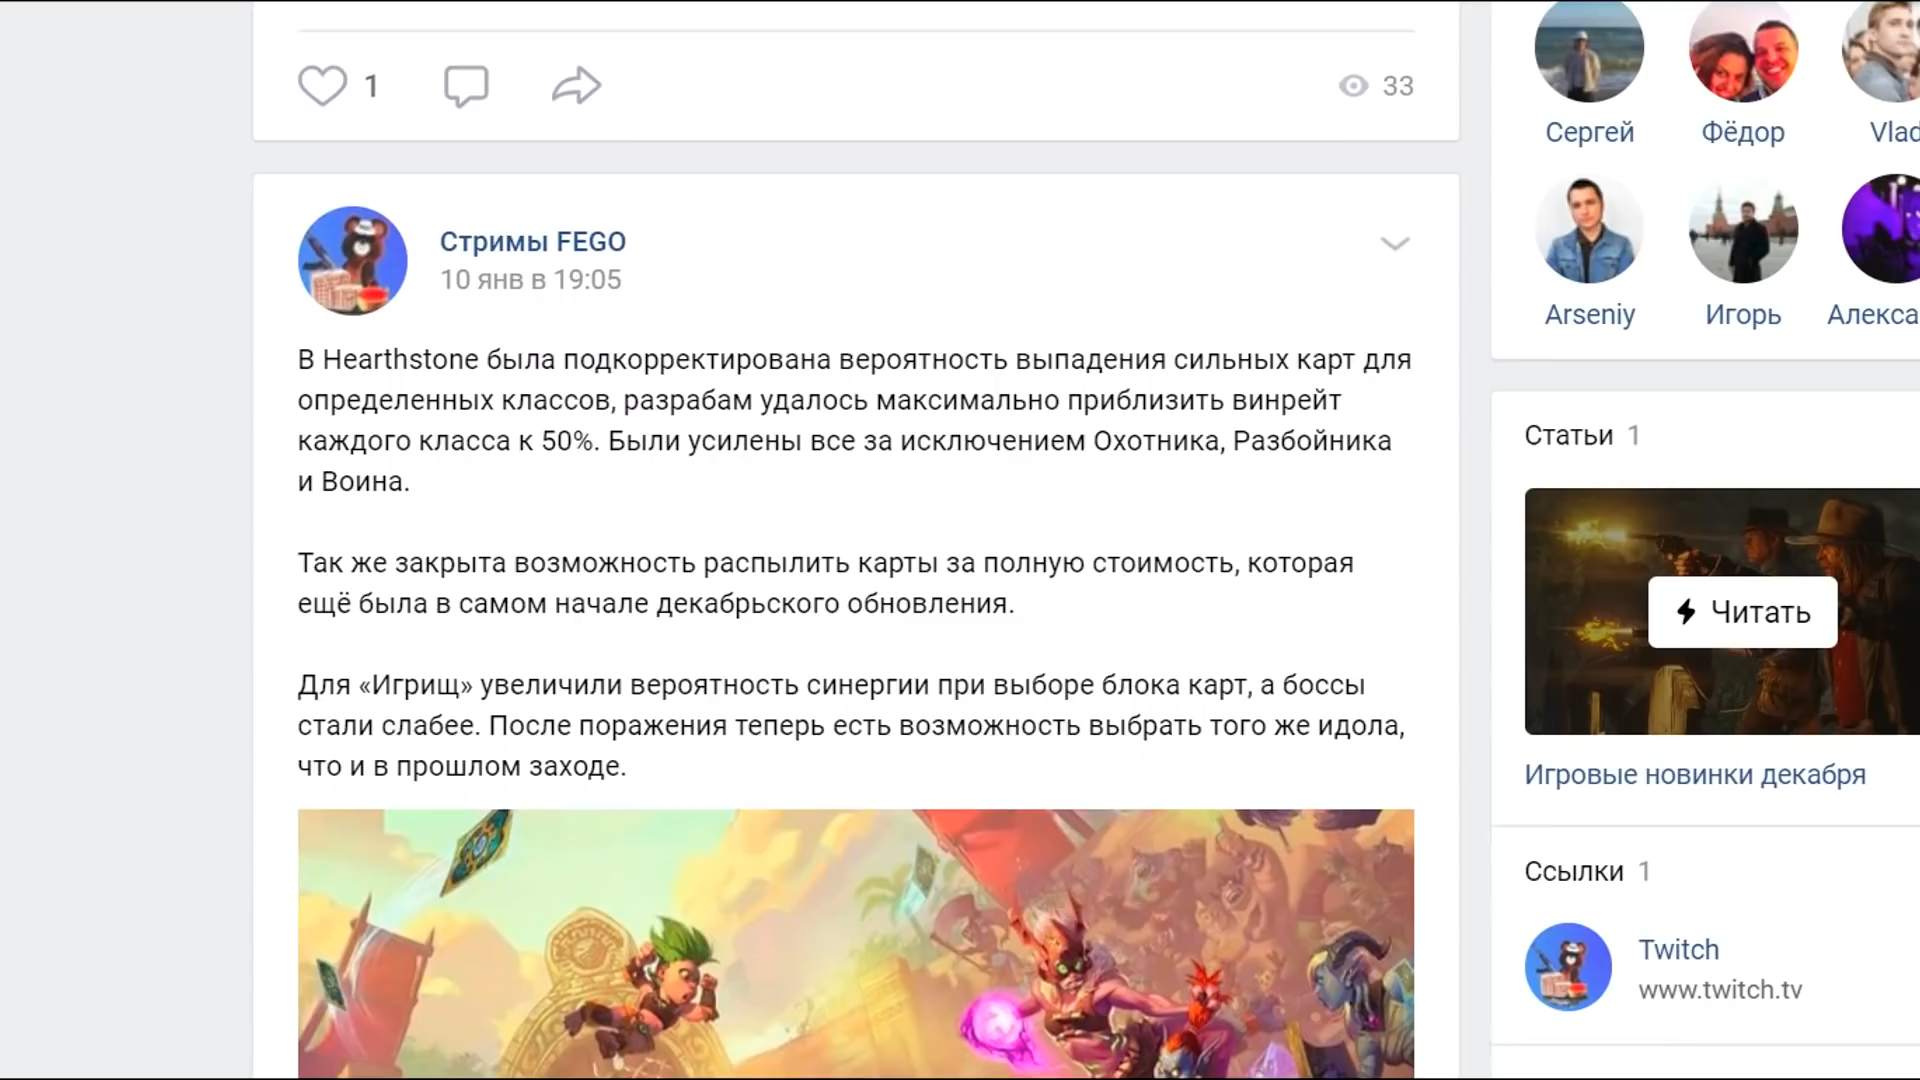 1
33
Стримы FEGO
10 янв в 19:05
В Hearthstone была подкорректирована вероятность выпадения сильных карт для
определенных классов, разрабам удалось максимально приблизить винрейт
каждого класса к 50%. Были усилены все за исключением Охотника, Разбойника
и Воина.
Так же закрыта возможность распылить карты за полную стоимость, которая
ещё была в самом начале декабрьского обновления.
Для «Игрищ» увеличили вероятность синергии при выборе блока карт, а боссы
стали слабее. После поражения теперь есть возможность выбрать того же идола,
что и в прошлом заходе.
Сергей
Фёдор
Vlad
Arseniy
Игорь
Алекса
Статьи 1
Читать
Игровые новинки декабря
Ссылки 1
Twitch
www.twitch.tv